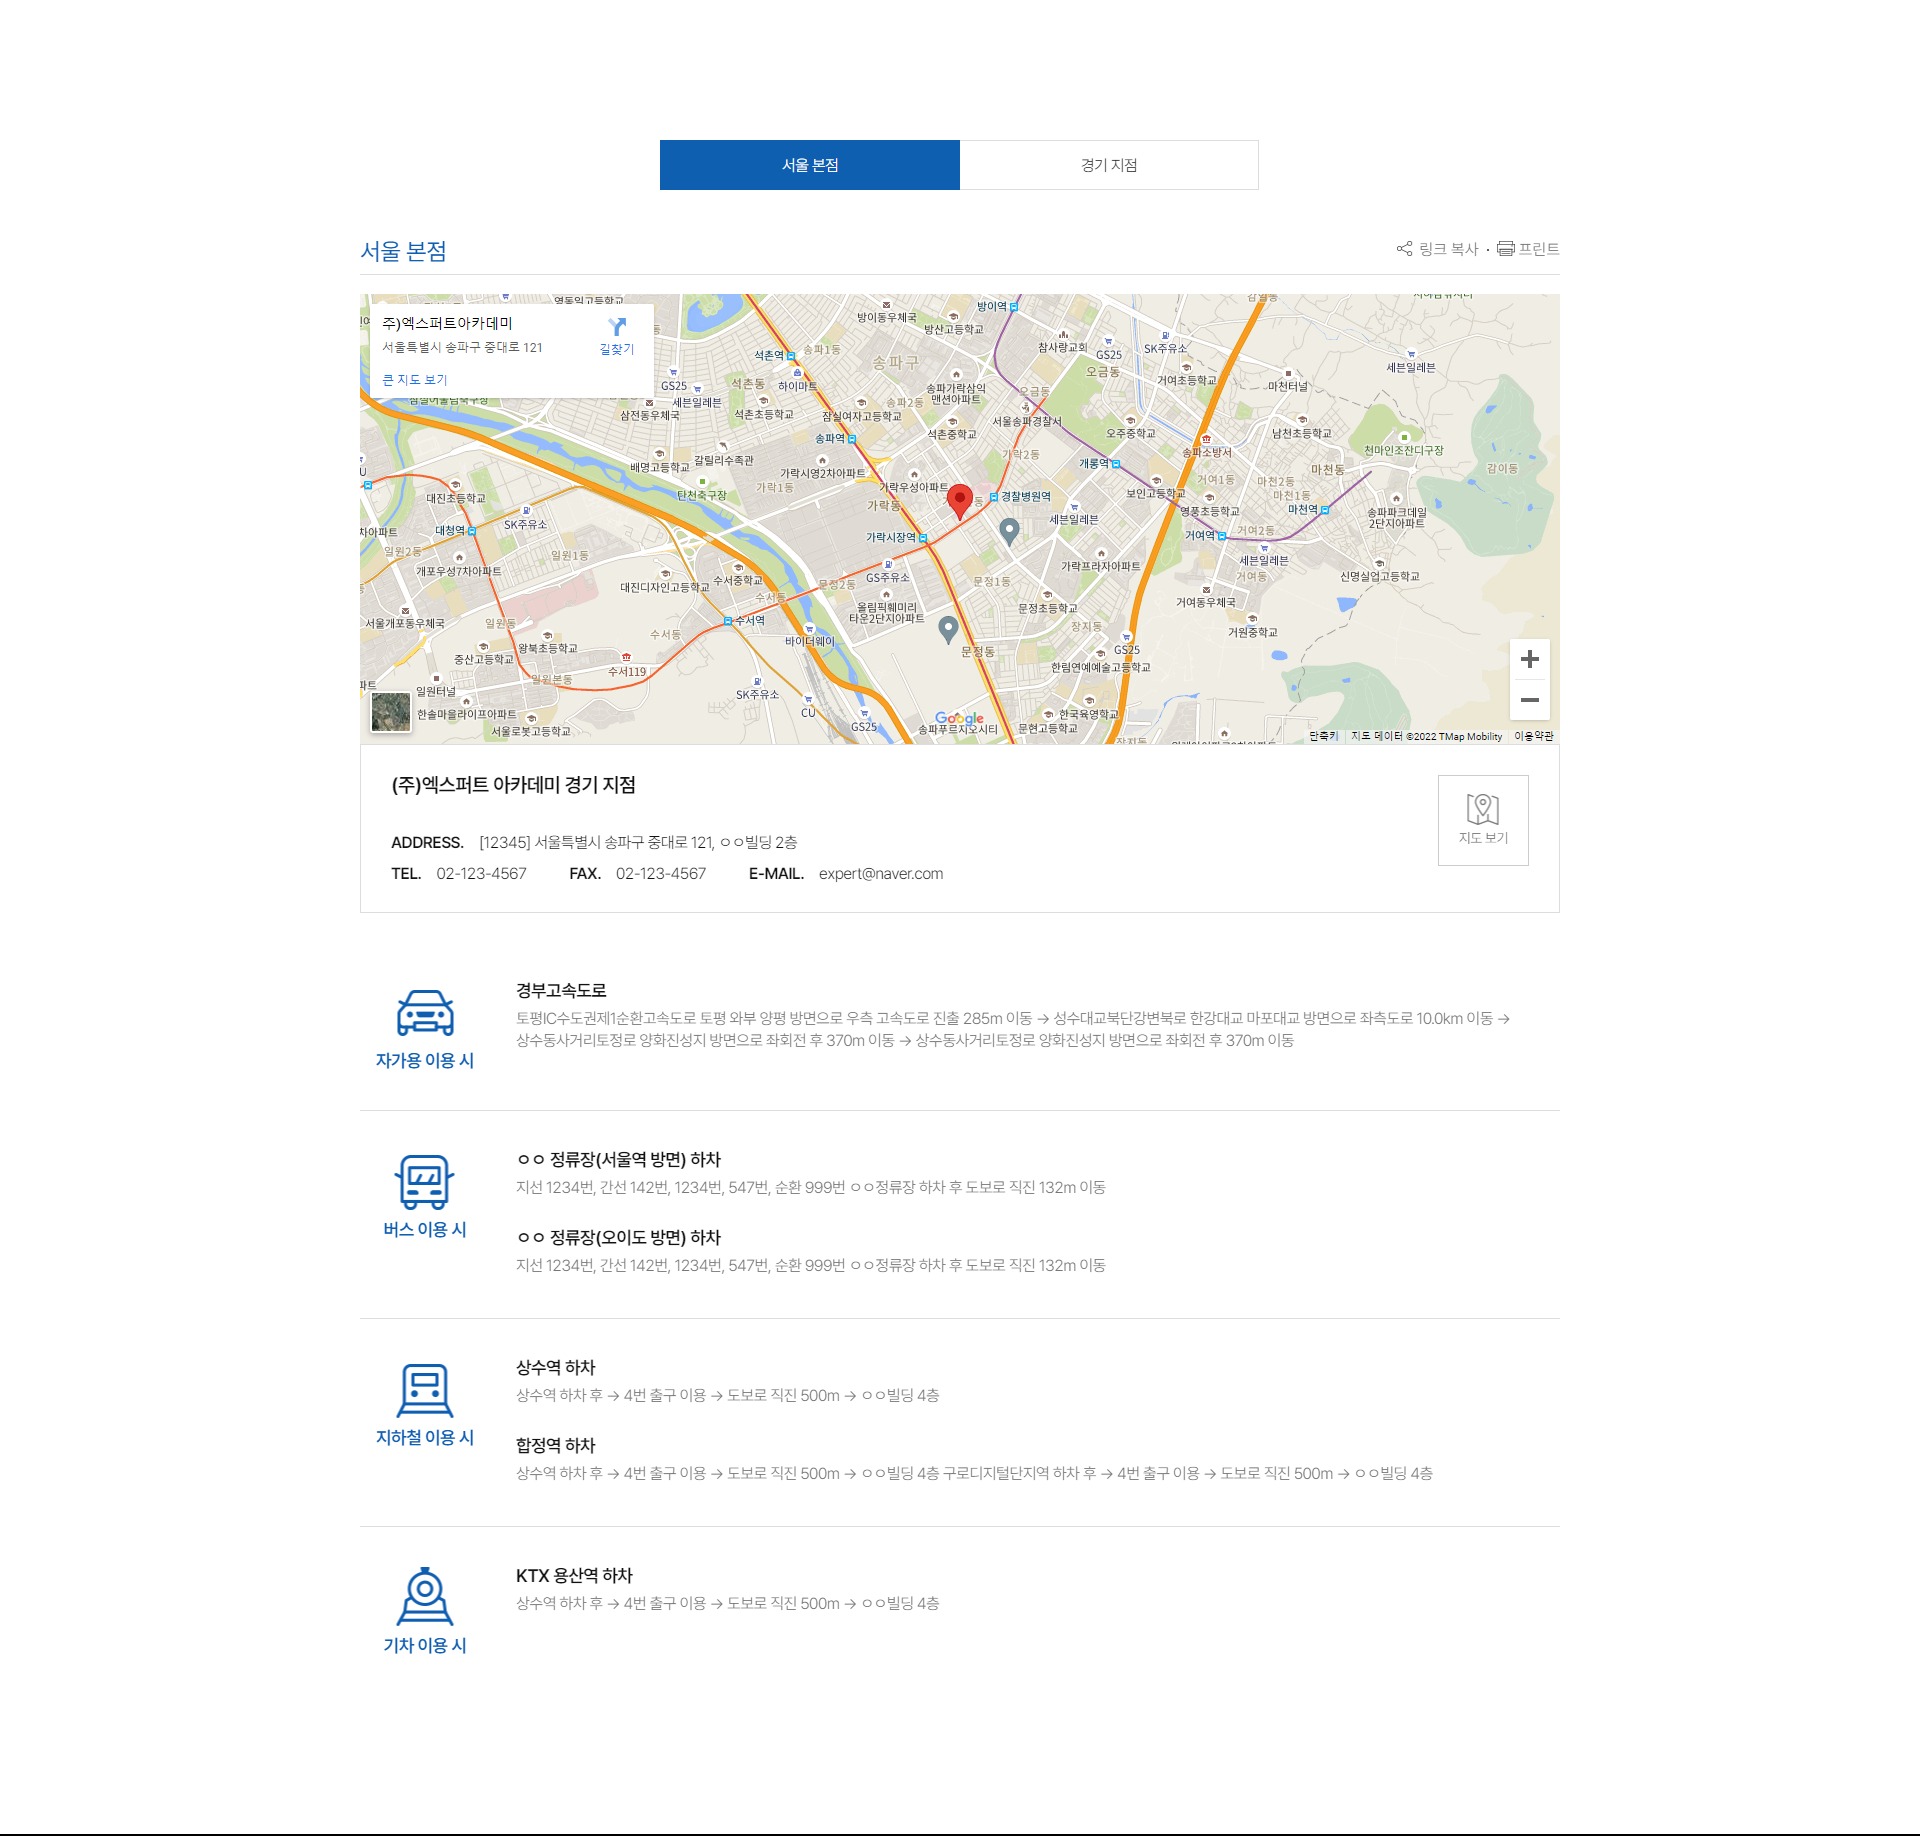 서울 본점
경기 지점
서울 본점
링크 복사 · 프린트
주)엑스퍼트아카데미
서울특별시 송파구 중대로 121
길찾기
큰 지도 보기
영동일고등학교
방이동우체국
방산고등학교
방이역
참사랑교회
GS25
SK주유소
세븐일레븐
석촌역
송파1동
송파구
하이마트
석촌동
GS25
세븐일레븐
삼전동우체국
석촌초등학교
송파2동
잠실여자고등학교
송파가락삼익
맨션아파트
오금동
오금동
서울송파경찰서
거여초등학교
마천터널
석촌중학교
오주중학교
남천초등학교
송파역
송파소방서
천마인조잔디구장
배명고등학교
갈릴리수족관
가락시영2차아파트
가락2동
개롱역
마천동
감이동
탄천축구장
가락1동
가락우성아파트
가락동
경찰병원역
보인고등학교
거여1동
마천2동
마천1동
마천역
대진초등학교
영풍초등학교
송파파크데일
2단지아파트
SK주유소
대청역
세븐일레븐
가락시장역
거여역
거여2동
세븐일레븐
일원2동
일원1동
개포우성7차아파트
가락프라자아파트
거여동
신명실업고등학교
대진디자인고등학교
수서중학교
GS주유소
문정1동
문정2동
수서동
올림픽훼미리
타운2단지아파트
문정초등학교
거여동우체국
서울개포동우체국
일원동
수서역
장지동
거원중학교
수서동
바이더웨이
왕북초등학교
중산고등학교
문정동
GS25
한림연예예술고등학교
수서119
일원본동
일원터널
SK주유소
한솔마을라이프아파트
CU
GS25
서울로봇고등학교
Google
송파푸르지오시티
한국육영학교
문현고등학교
장지동
단축키
지도 데이터 ©2022 TMap Mobility
이용약관
(주)엑스퍼트 아카데미 경기 지점
지도 보기
ADDRESS. [12345] 서울특별시 송파구 중대로 121, ㅇㅇ빌딩 2층
TEL. 02-123-4567 FAX. 02-123-4567 E-MAIL. expert@naver.com
자가용 이용 시
경부고속도로
토평IC수도권제1순환고속도로 토평 와부 양평 방면으로 우측 고속도로 진출 285m 이동 → 성수대교북단강변북로 한강대교 마포대교 방면으로 좌측도로 10.0km 이동 →
상수동사거리토정로 양화진성지 방면으로 좌회전 후 370m 이동 → 상수동사거리토정로 양화진성지 방면으로 좌회전 후 370m 이동
버스 이용 시
ㅇㅇ 정류장(서울역 방면) 하차
지선 1234번, 간선 142번, 1234번, 547번, 순환 999번 ㅇㅇ정류장 하차 후 도보로 직진 132m 이동
ㅇㅇ 정류장(오이도 방면) 하차
지선 1234번, 간선 142번, 1234번, 547번, 순환 999번 ㅇㅇ정류장 하차 후 도보로 직진 132m 이동
지하철 이용 시
상수역 하차
상수역 하차 후 → 4번 출구 이용 → 도보로 직진 500m → ㅇㅇ빌딩 4층
합정역 하차
상수역 하차 후 → 4번 출구 이용 → 도보로 직진 500m → ㅇㅇ빌딩 4층 구로디지털단지역 하차 후 → 4번 출구 이용 → 도보로 직진 500m → ㅇㅇ빌딩 4층
기차 이용 시
KTX 용산역 하차
상수역 하차 후 → 4번 출구 이용 → 도보로 직진 500m → ㅇㅇ빌딩 4층